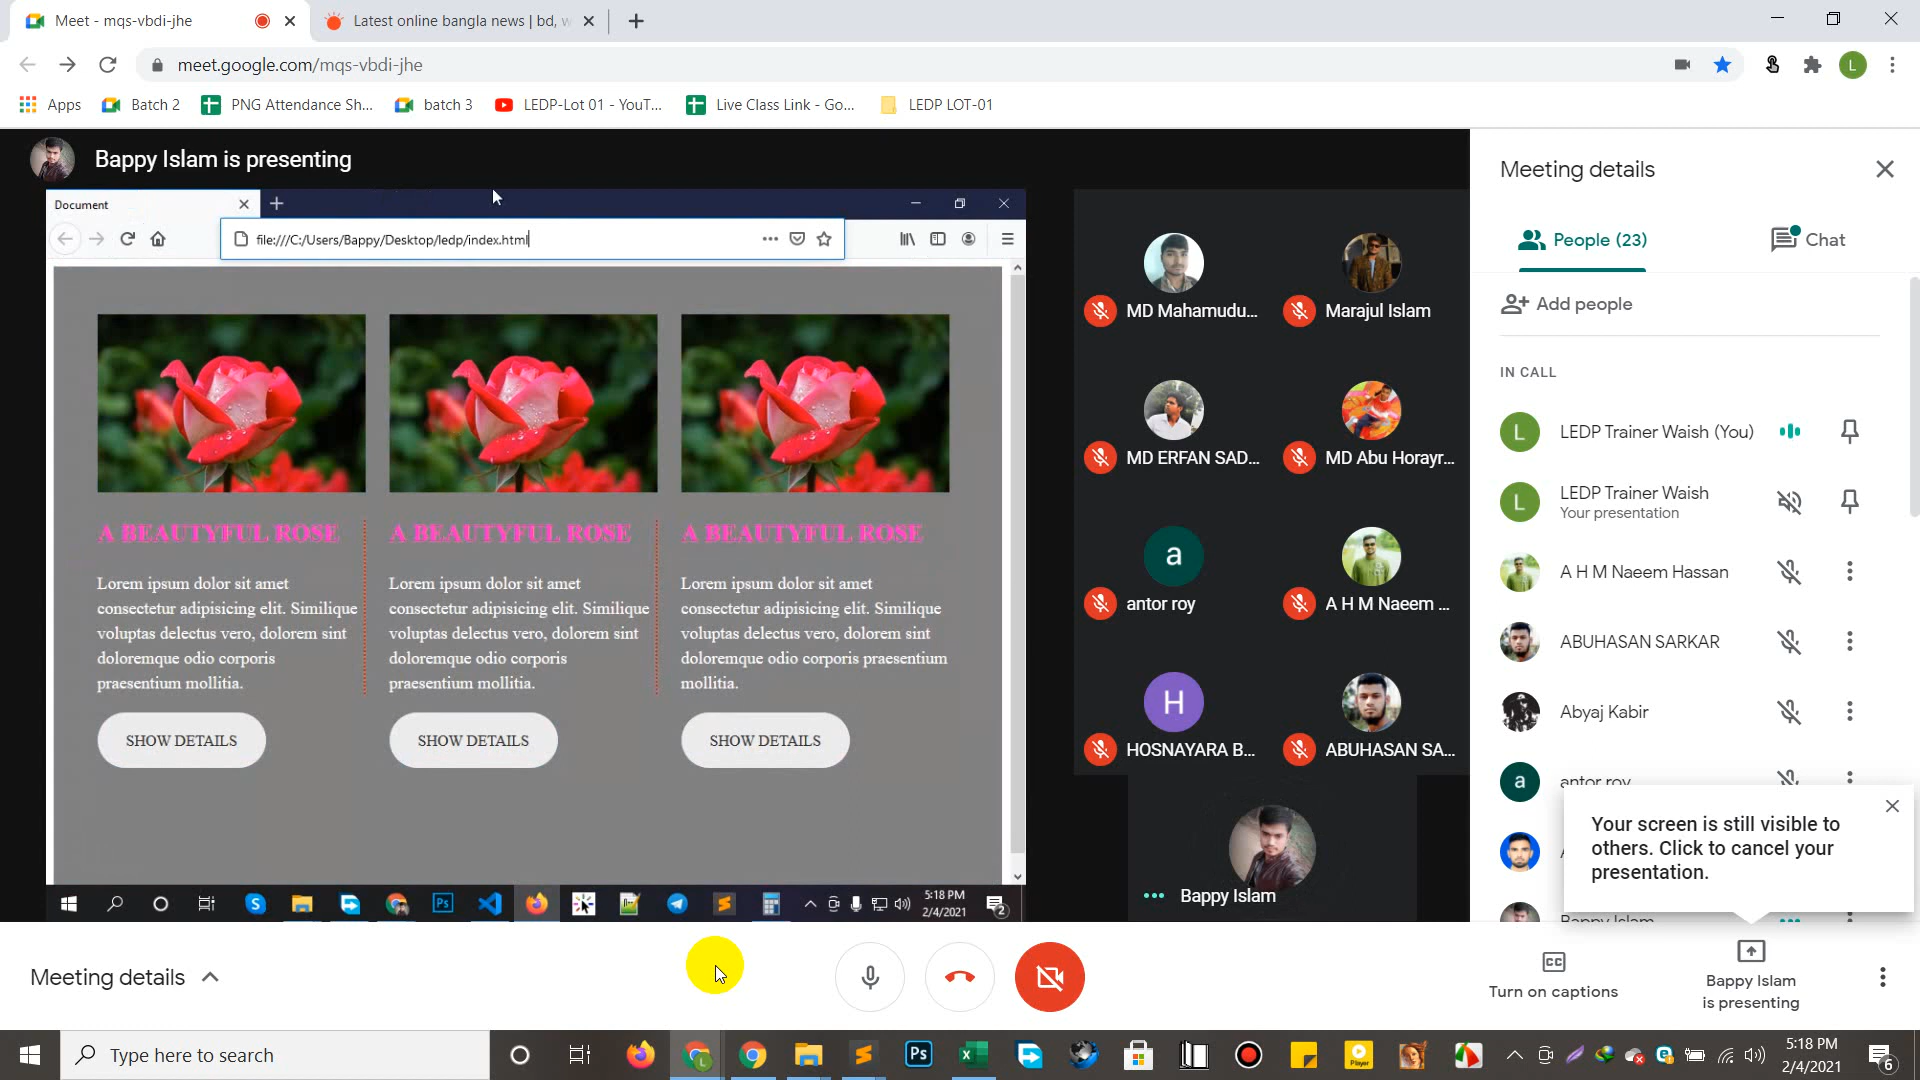 Meet - mqs-vbdi-jhe
Latest online bangla news | bd, w
meet.google.com/mqs-vbdi-jhe
L
Apps
Batch 2
PNG Attendance Sh...
batch 3
LEDP-Lot 01 - YouT...
Live Class Link - Go...
LEDP LOT-01
Bappy Islam is presenting
Document
file:///C:/Users/Bappy/Desktop/ledp/index.html
A BEAUTYFUL ROSE
Lorem ipsum dolor sit amet
consectetur adipisicing elit. Similique
voluptas delectus vero, dolorem sint
doloremque odio corporis
praesentium mollitia.
SHOW DETAILS
A BEAUTYFUL ROSE
Lorem ipsum dolor sit amet
consectetur adipisicing elit. Similique
voluptas delectus vero, dolorem sint
doloremque odio corporis
praesentium mollitia.
SHOW DETAILS
A BEAUTYFUL ROSE
Lorem ipsum dolor sit amet
consectetur adipisicing elit. Similique
voluptas delectus vero, dolorem sint
doloremque odio corporis praesentium
mollitia.
SHOW DETAILS
Ps
5:18 PM
2/4/2021
2
MD Mahamudu...
Marajul Islam
MD ERFAN SAD...
MD Abu Horayr...
a
antor roy
A H M Naeem ...
H
HOSNAYARA B...
ABUHASAN SA...
Bappy Islam
Meeting details
People (23)
Chat
Add people
IN CALL
L
LEDP Trainer Waish (You)
L
LEDP Trainer Waish
Your presentation
A H M Naeem Hassan
ABUHASAN SARKAR
Abyaj Kabir
a
antor roy
Bappy Islam
Your screen is still visible to
others. Click to cancel your
presentation.
Meeting details
CC
Turn on captions
Bappy Islam
is presenting
Type here to search
L
Ps
Player
5:18 PM
2/4/2021
6